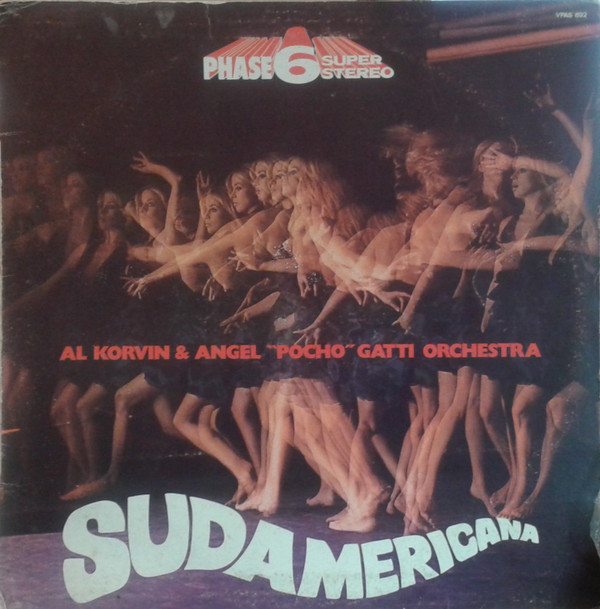 PHASE 6 SUPER STEREO
AL KORVIN & ANGEL "POCHO" GATTI ORCHESTRA
SUDAMERICANA